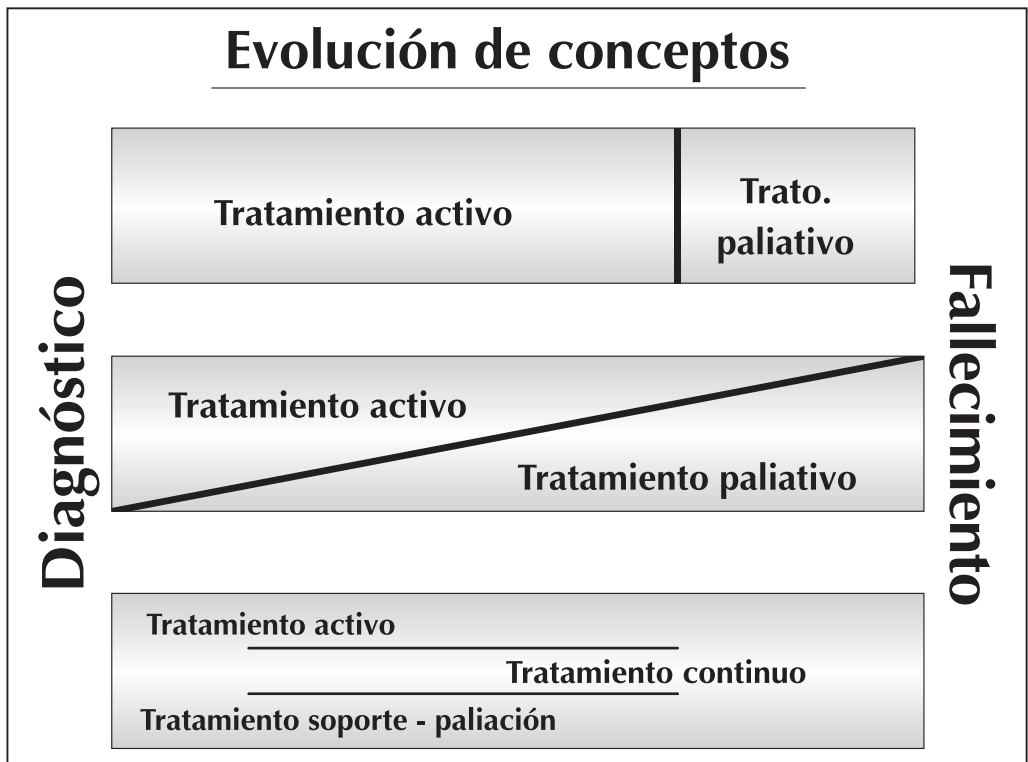 Evolución de conceptos
Diagnóstico
Tratamiento activo
Trato.
paliativo
Tratamiento activo
Tratamiento paliativo
Tratamiento activo
Tratamiento continuo
Tratamiento soporte - paliación
Fallecimiento